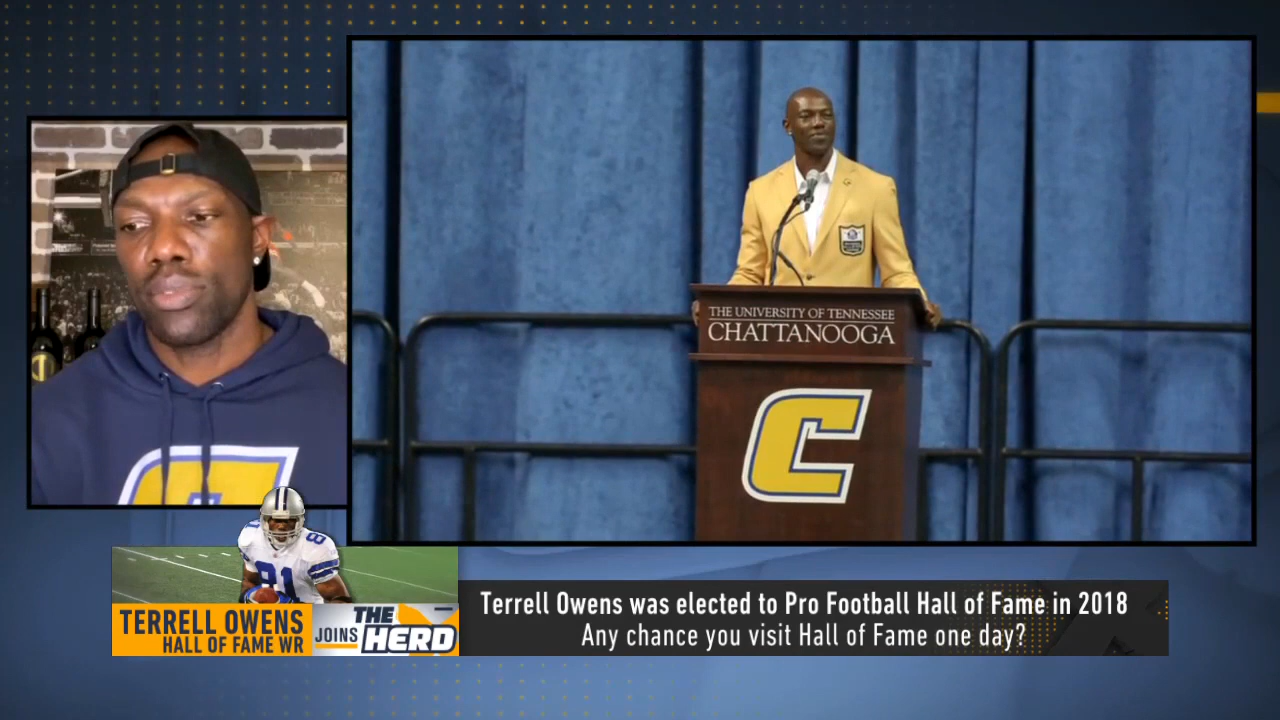 THE UNIVERSITY OF TENNESSEE
CHATTANOOGA
C
81
TERRELL OWENS
HALL OF FAME WR
JOINS
THE HERD
Terrell Owens was elected to Pro Football Hall of Fame in 2018
Any chance you visit Hall of Fame one day?